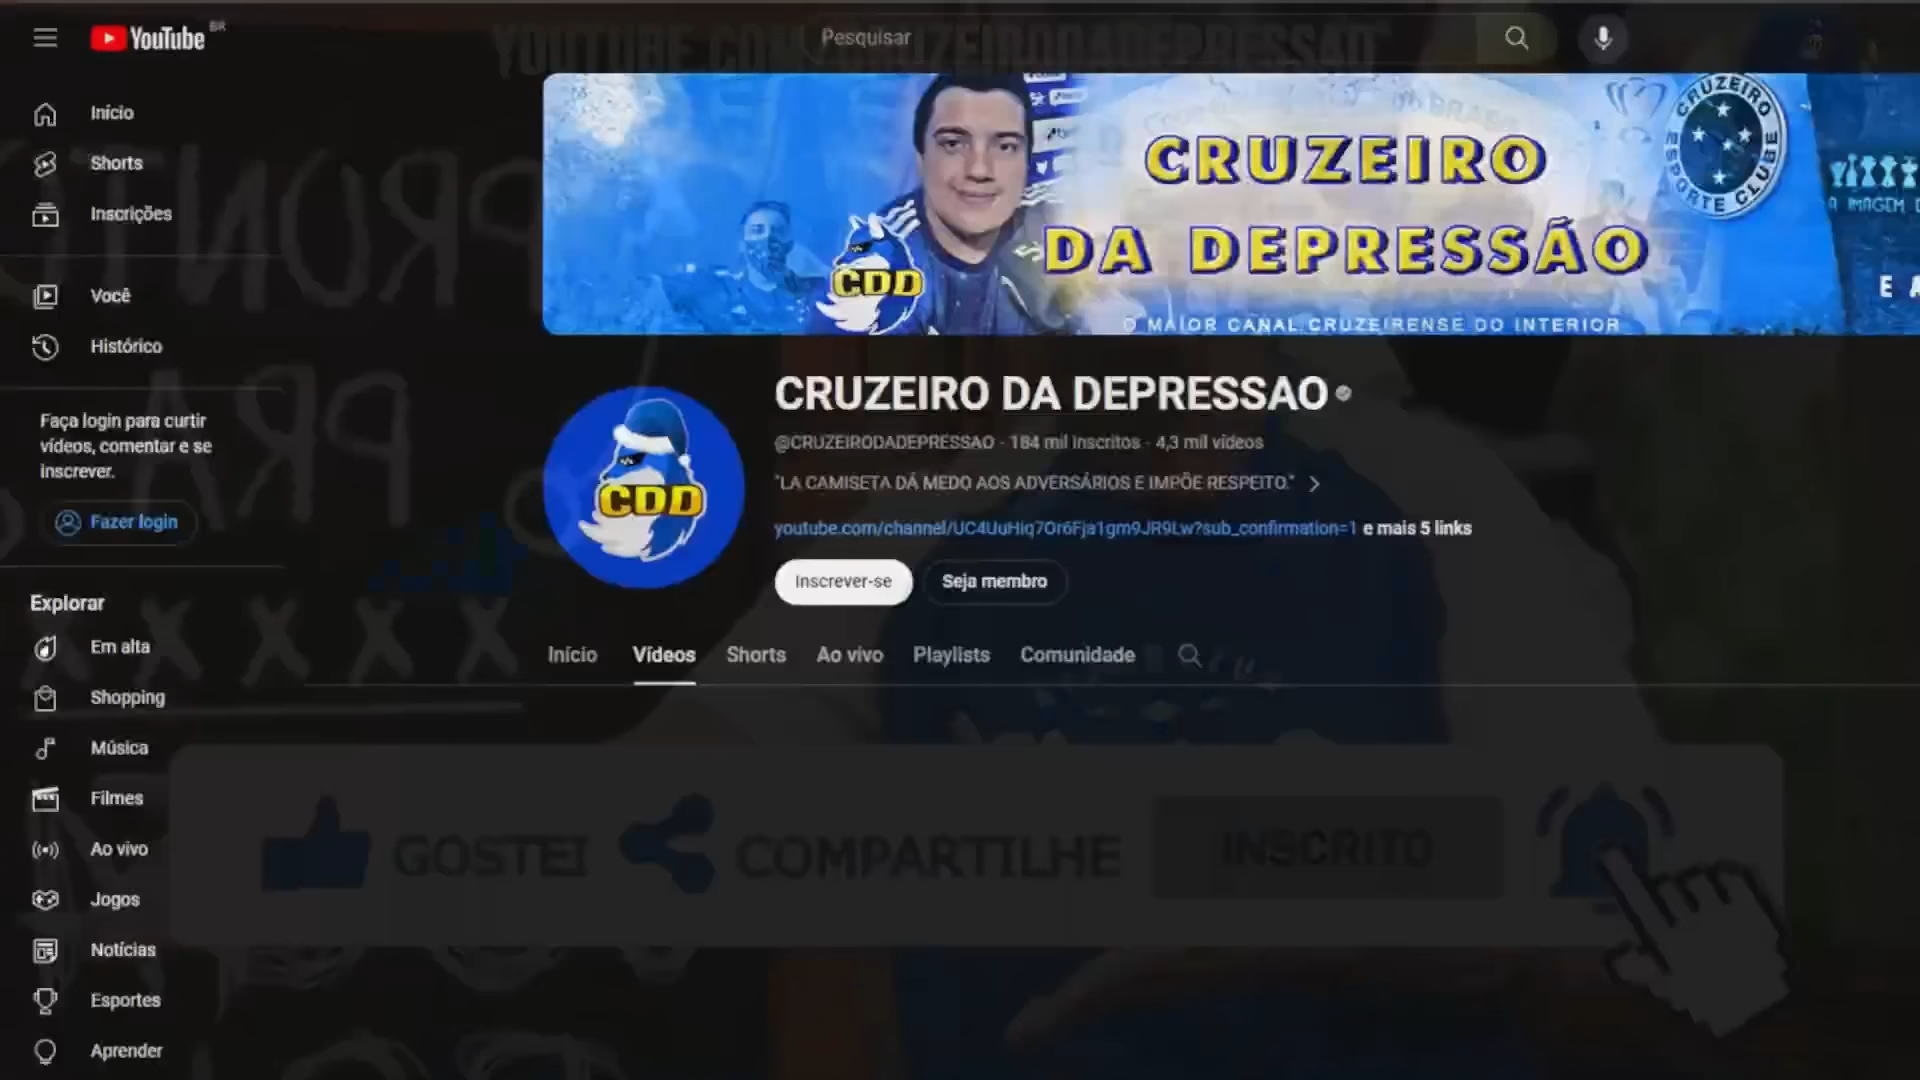 YouTube BR
Pesquisar
Início
Shorts
Inscrições
Você
Histórico
Faça login para curtir
vídeos, comentar e se
inscrever.
Fazer login
Explorar
Em alta
Shopping
Música
Filmes
Ao vivo
Jogos
Notícias
Esportes
Aprender
CRUZEIRO
DA DEPRESSÃO
O MAIOR CANAL CRUZEIRENSE DO INTERIOR
CDD
CRUZEIRO
ESPORTE CLUBE
A IMAGEM D
E A
CDD
CRUZEIRO DA DEPRESSAO
@CRUZEIRODADEPRESSAO · 184 mil inscritos · 4,3 mil vídeos
"LA CAMISETA DÁ MEDO AOS ADVERSÁRIOS E IMPÕE RESPEITO."
youtube.com/channel/UC4UuHiq7Or6Fja1gm9JR9Lw?sub_confirmation=1 e mais 5 links
Inscrever-se
Seja membro
Início
Vídeos
Shorts
Ao vivo
Playlists
Comunidade
GOSTEI
COMPARTILHE
INSCRITO
PRA
X X X X X